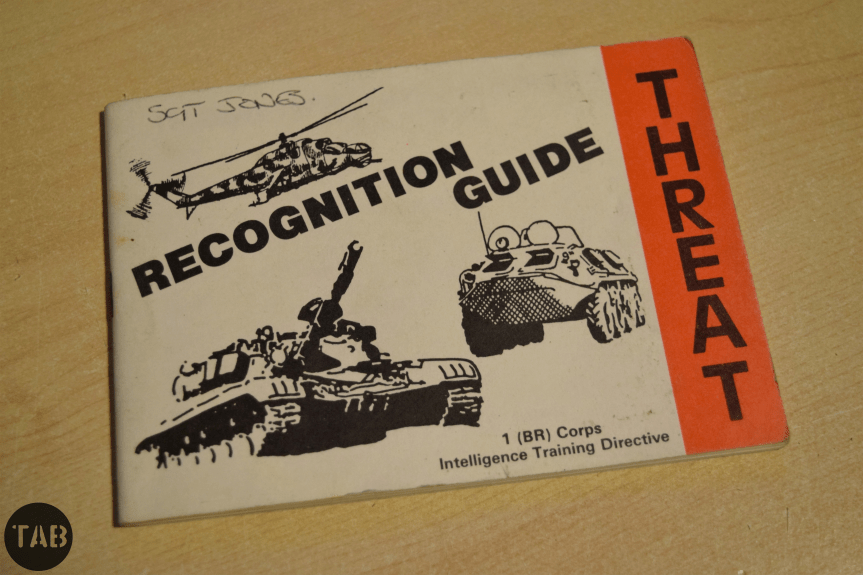 SGT JONES.
RECOGNITION
GUIDE
THREAT
1 (BR) Corps
Intelligence Training Directive
TAB